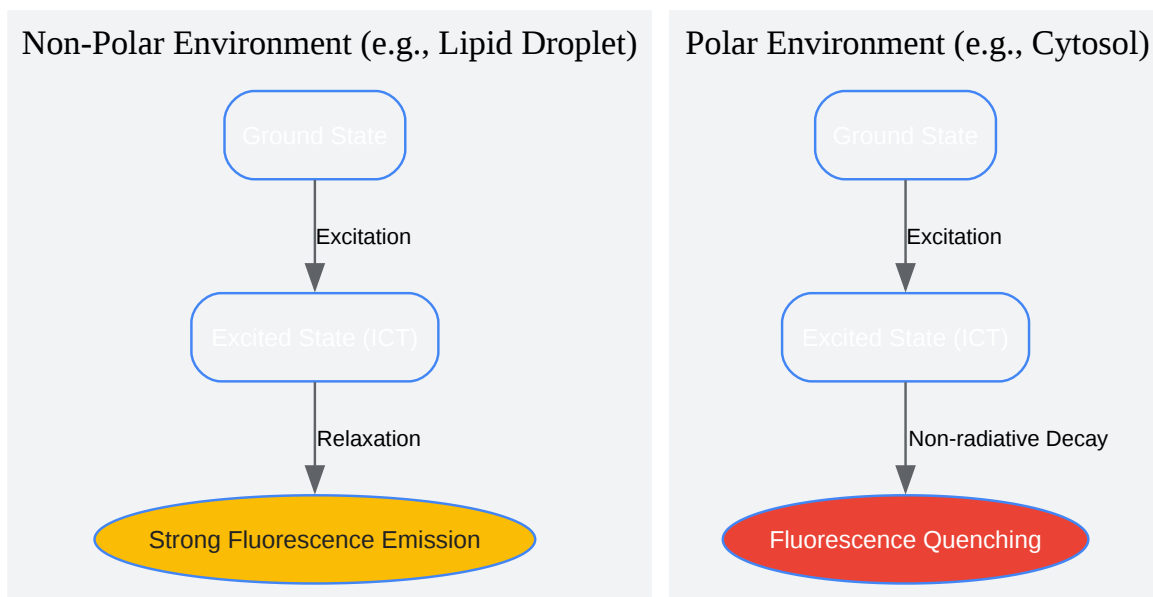 Non-Polar Environment (e.g., Lipid Droplet)
Ground State
Excitation
Excited State (ICT)
Relaxation
Strong Fluorescence Emission
Polar Environment (e.g., Cytosol)
Ground State
Excitation
Excited State (ICT)
Non-radiative Decay
Fluorescence Quenching